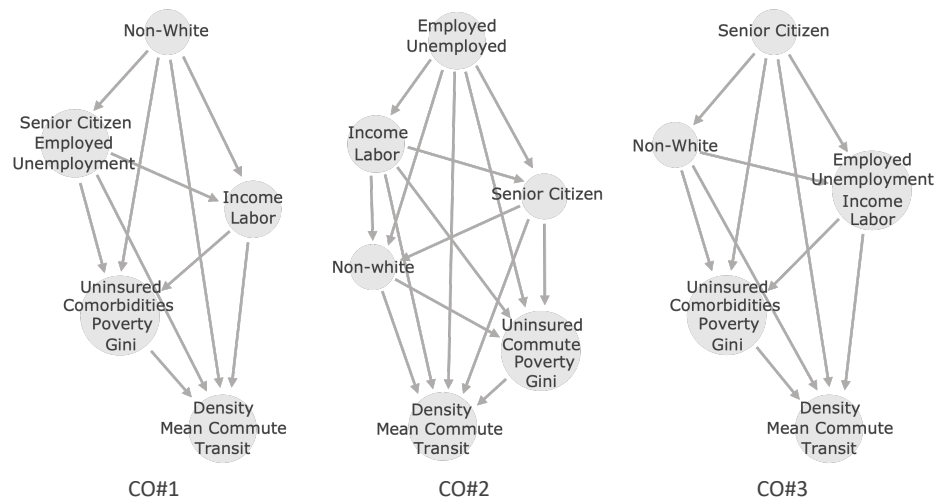 Non-White
Senior Citizen
Employed
Unemployment
Income
Labor
Uninsured
Comorbidities
Poverty
Gini
Density
Mean Commute
Transit
CO#1
Employed
Unemployed
Income
Labor
Senior Citizen
Non-white
Uninsured
Commute
Poverty
Gini
Density
Mean Commute
Transit
CO#2
Senior Citizen
Non-White
Employed
Unemployment
Income
Labor
Uninsured
Comorbidities
Poverty
Gini
Density
Mean Commute
Transit
CO#3